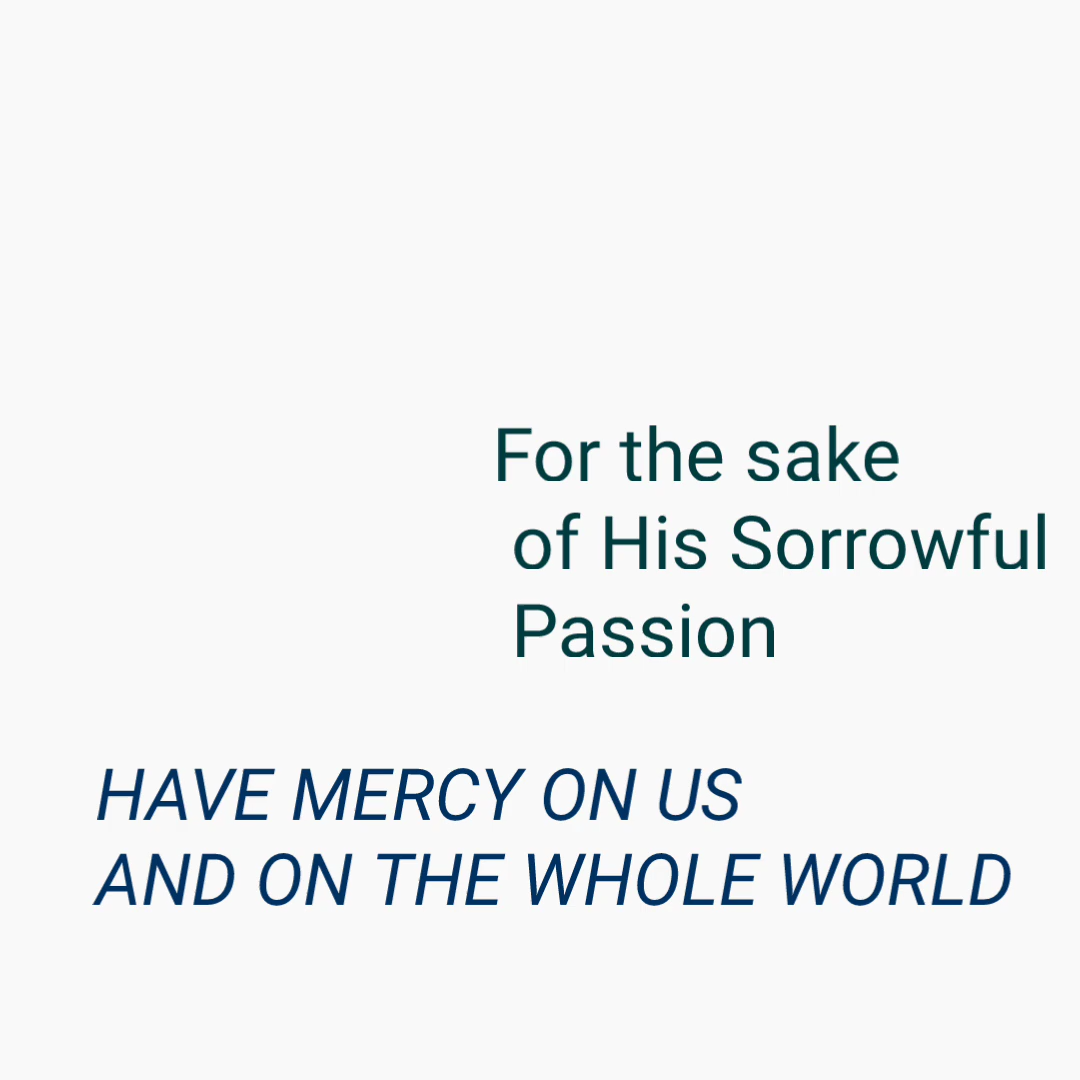 For the sake
of His Sorrowful
Passion
HAVE MERCY ON US
AND ON THE WHOLE WORLD